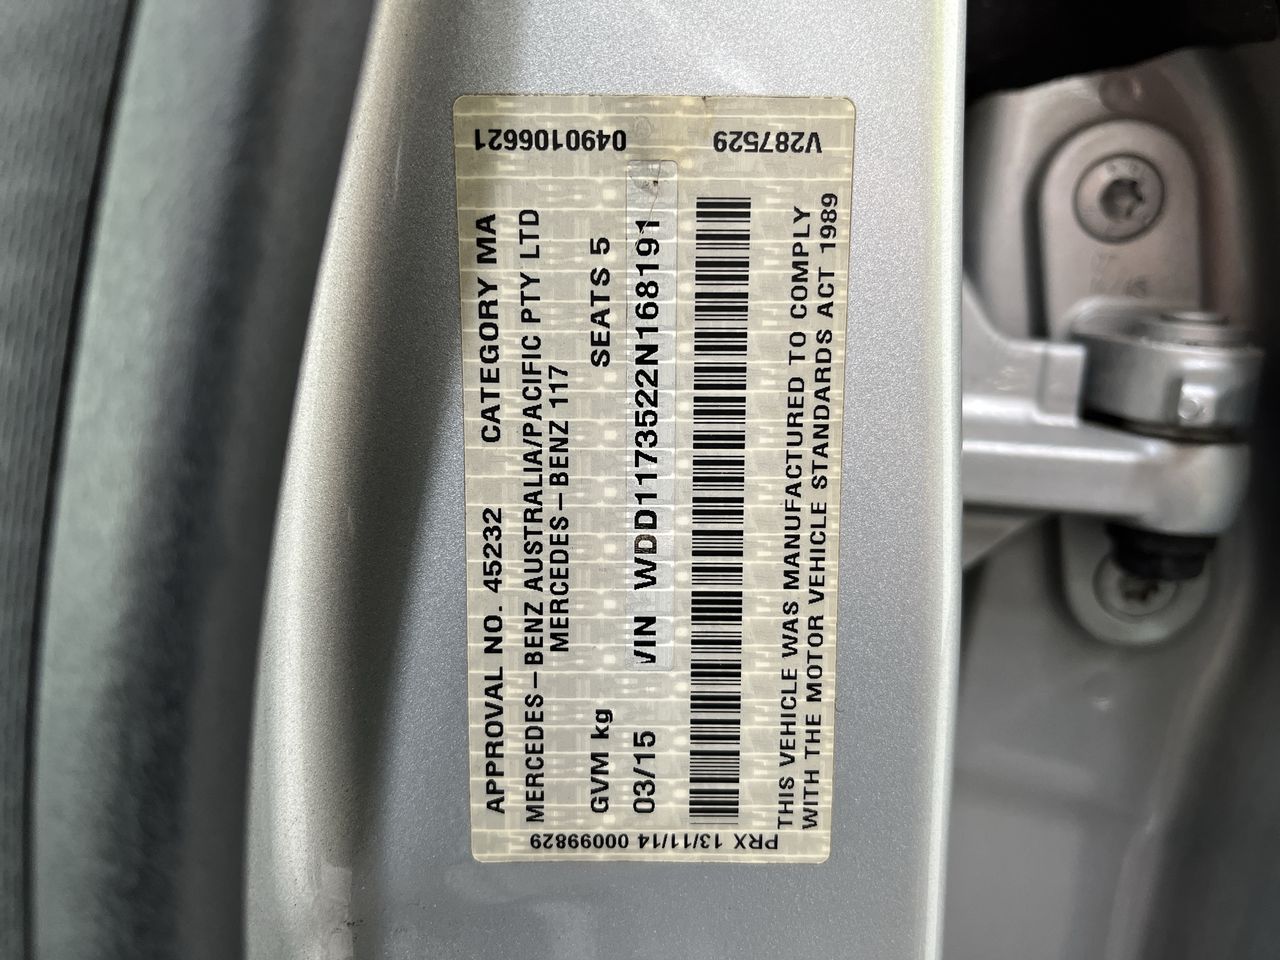 APPROVAL NO. 45232 CATEGORY MA
MERCEDES-BENZ AUSTRALIA/PACIFIC PTY LTD
MERCEDES-BENZ 117
GVM kg SEATS 5
03/15 VIN WDD1173522N168191
THIS VEHICLE WAS MANUFACTURED TO COMPLY
WITH THE MOTOR VEHICLE STANDARDS ACT 1989
0490106621
V287529
PRX 13/11/14 00099829